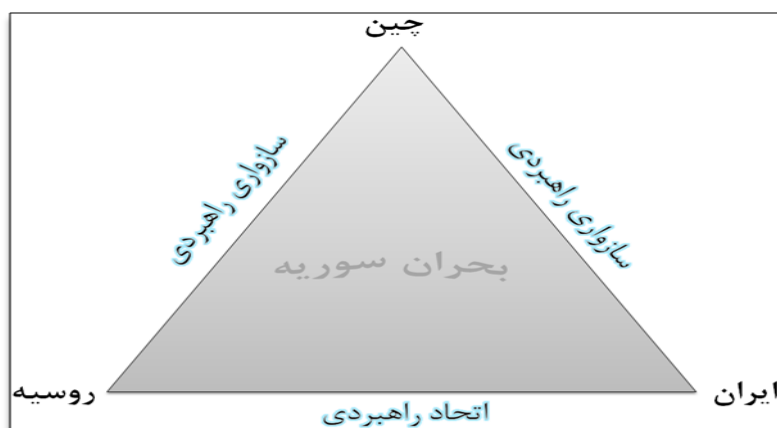 چین
سازواری راهبردی
سازواری راهبردی
بحران سوریه
ایران
روسیه
اتحاد راهبردی